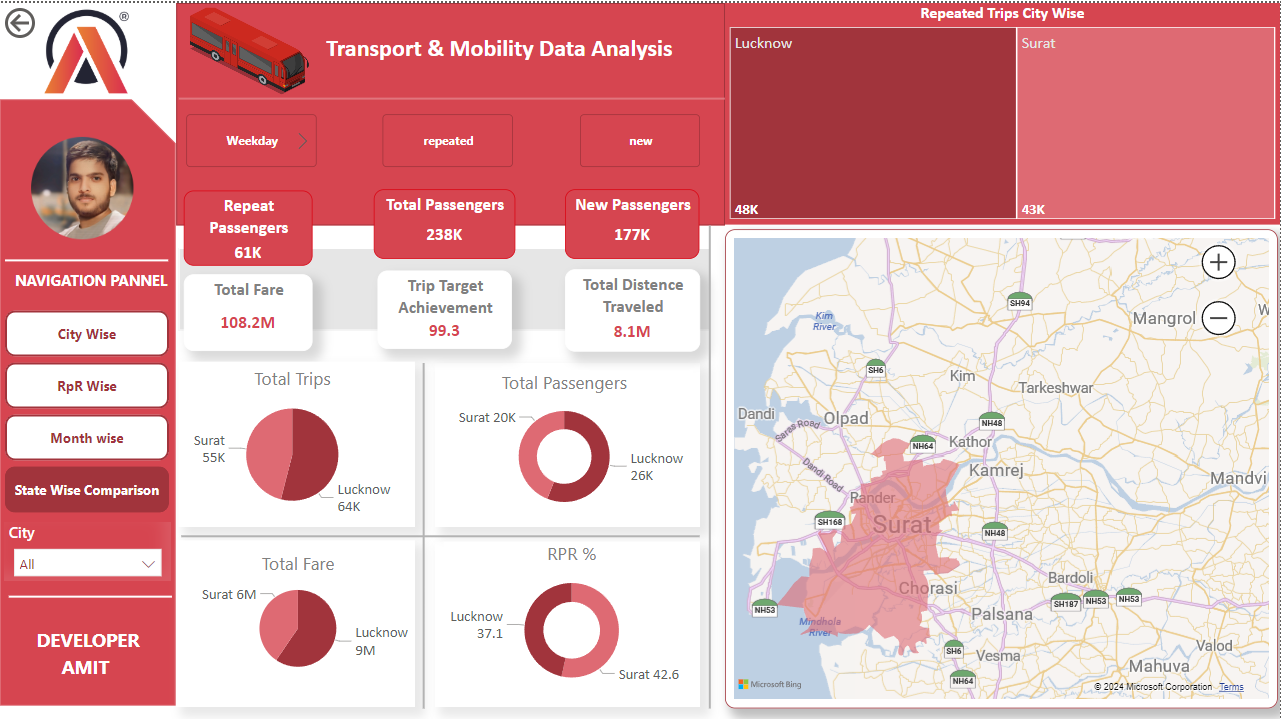 ®
Transport & Mobility Data Analysis
Weekday
repeated
new
Repeat
Passengers
61K
Total Passengers
238K
New Passengers
177K
Total Fare
108.2M
Trip Target
Achievement
99.3
Total Distence
Traveled
8.1M
NAVIGATION PANNEL
City Wise
RpR Wise
Month wise
State Wise Comparison
City
All
DEVELOPER
AMIT
Total Trips
Surat
55K
Lucknow
64K
Total Passengers
Surat 20K
Lucknow
26K
Total Fare
Surat 6M
Lucknow
9M
RPR %
Lucknow
37.1
Surat 42.6
Repeated Trips City Wise
Lucknow
48K
Surat
43K
SH94
Kim
River
Mangrol
W
SH6
Kim
Tarkeshwar
Dandi
Olpad
NH48
Saras Road
NH64
Kathor
Dandi Road
Kamrej
Mandvi
Rander
SH168
Surat
NH48
Chorasi
Bardoli
NH53
SH187
NH53
NH53
Palsana
Mindhola
River
SH6
Vesma
Valod
Mahuva
NH64
Microsoft Bing
© 2024 Microsoft Corporation Terms